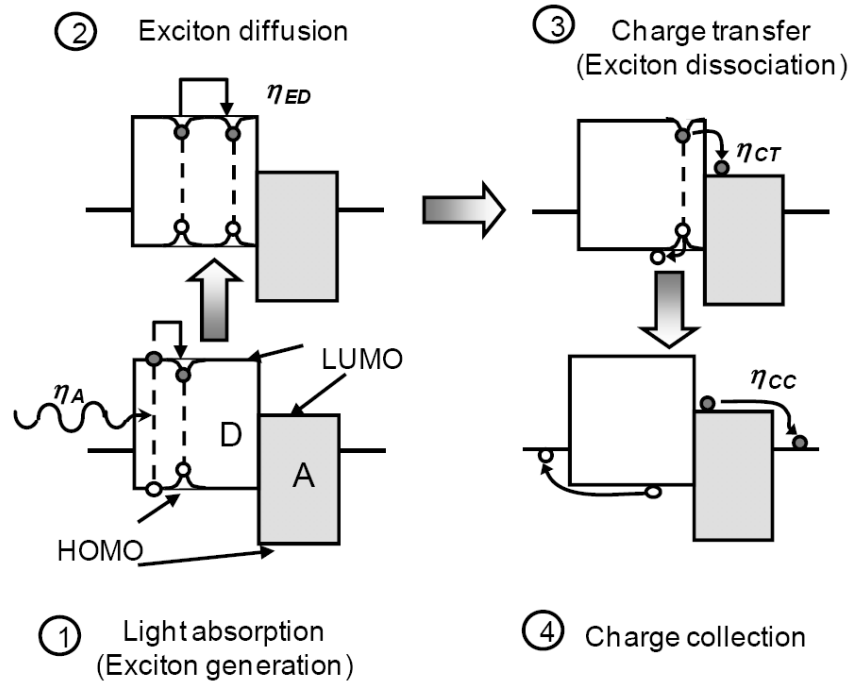 2 Exciton diffusion
η_ED
3 Charge transfer
(Exciton dissociation)
η_CT
LUMO
η_A
D
A
HOMO
η_CC
1 Light absorption
(Exciton generation)
4 Charge collection